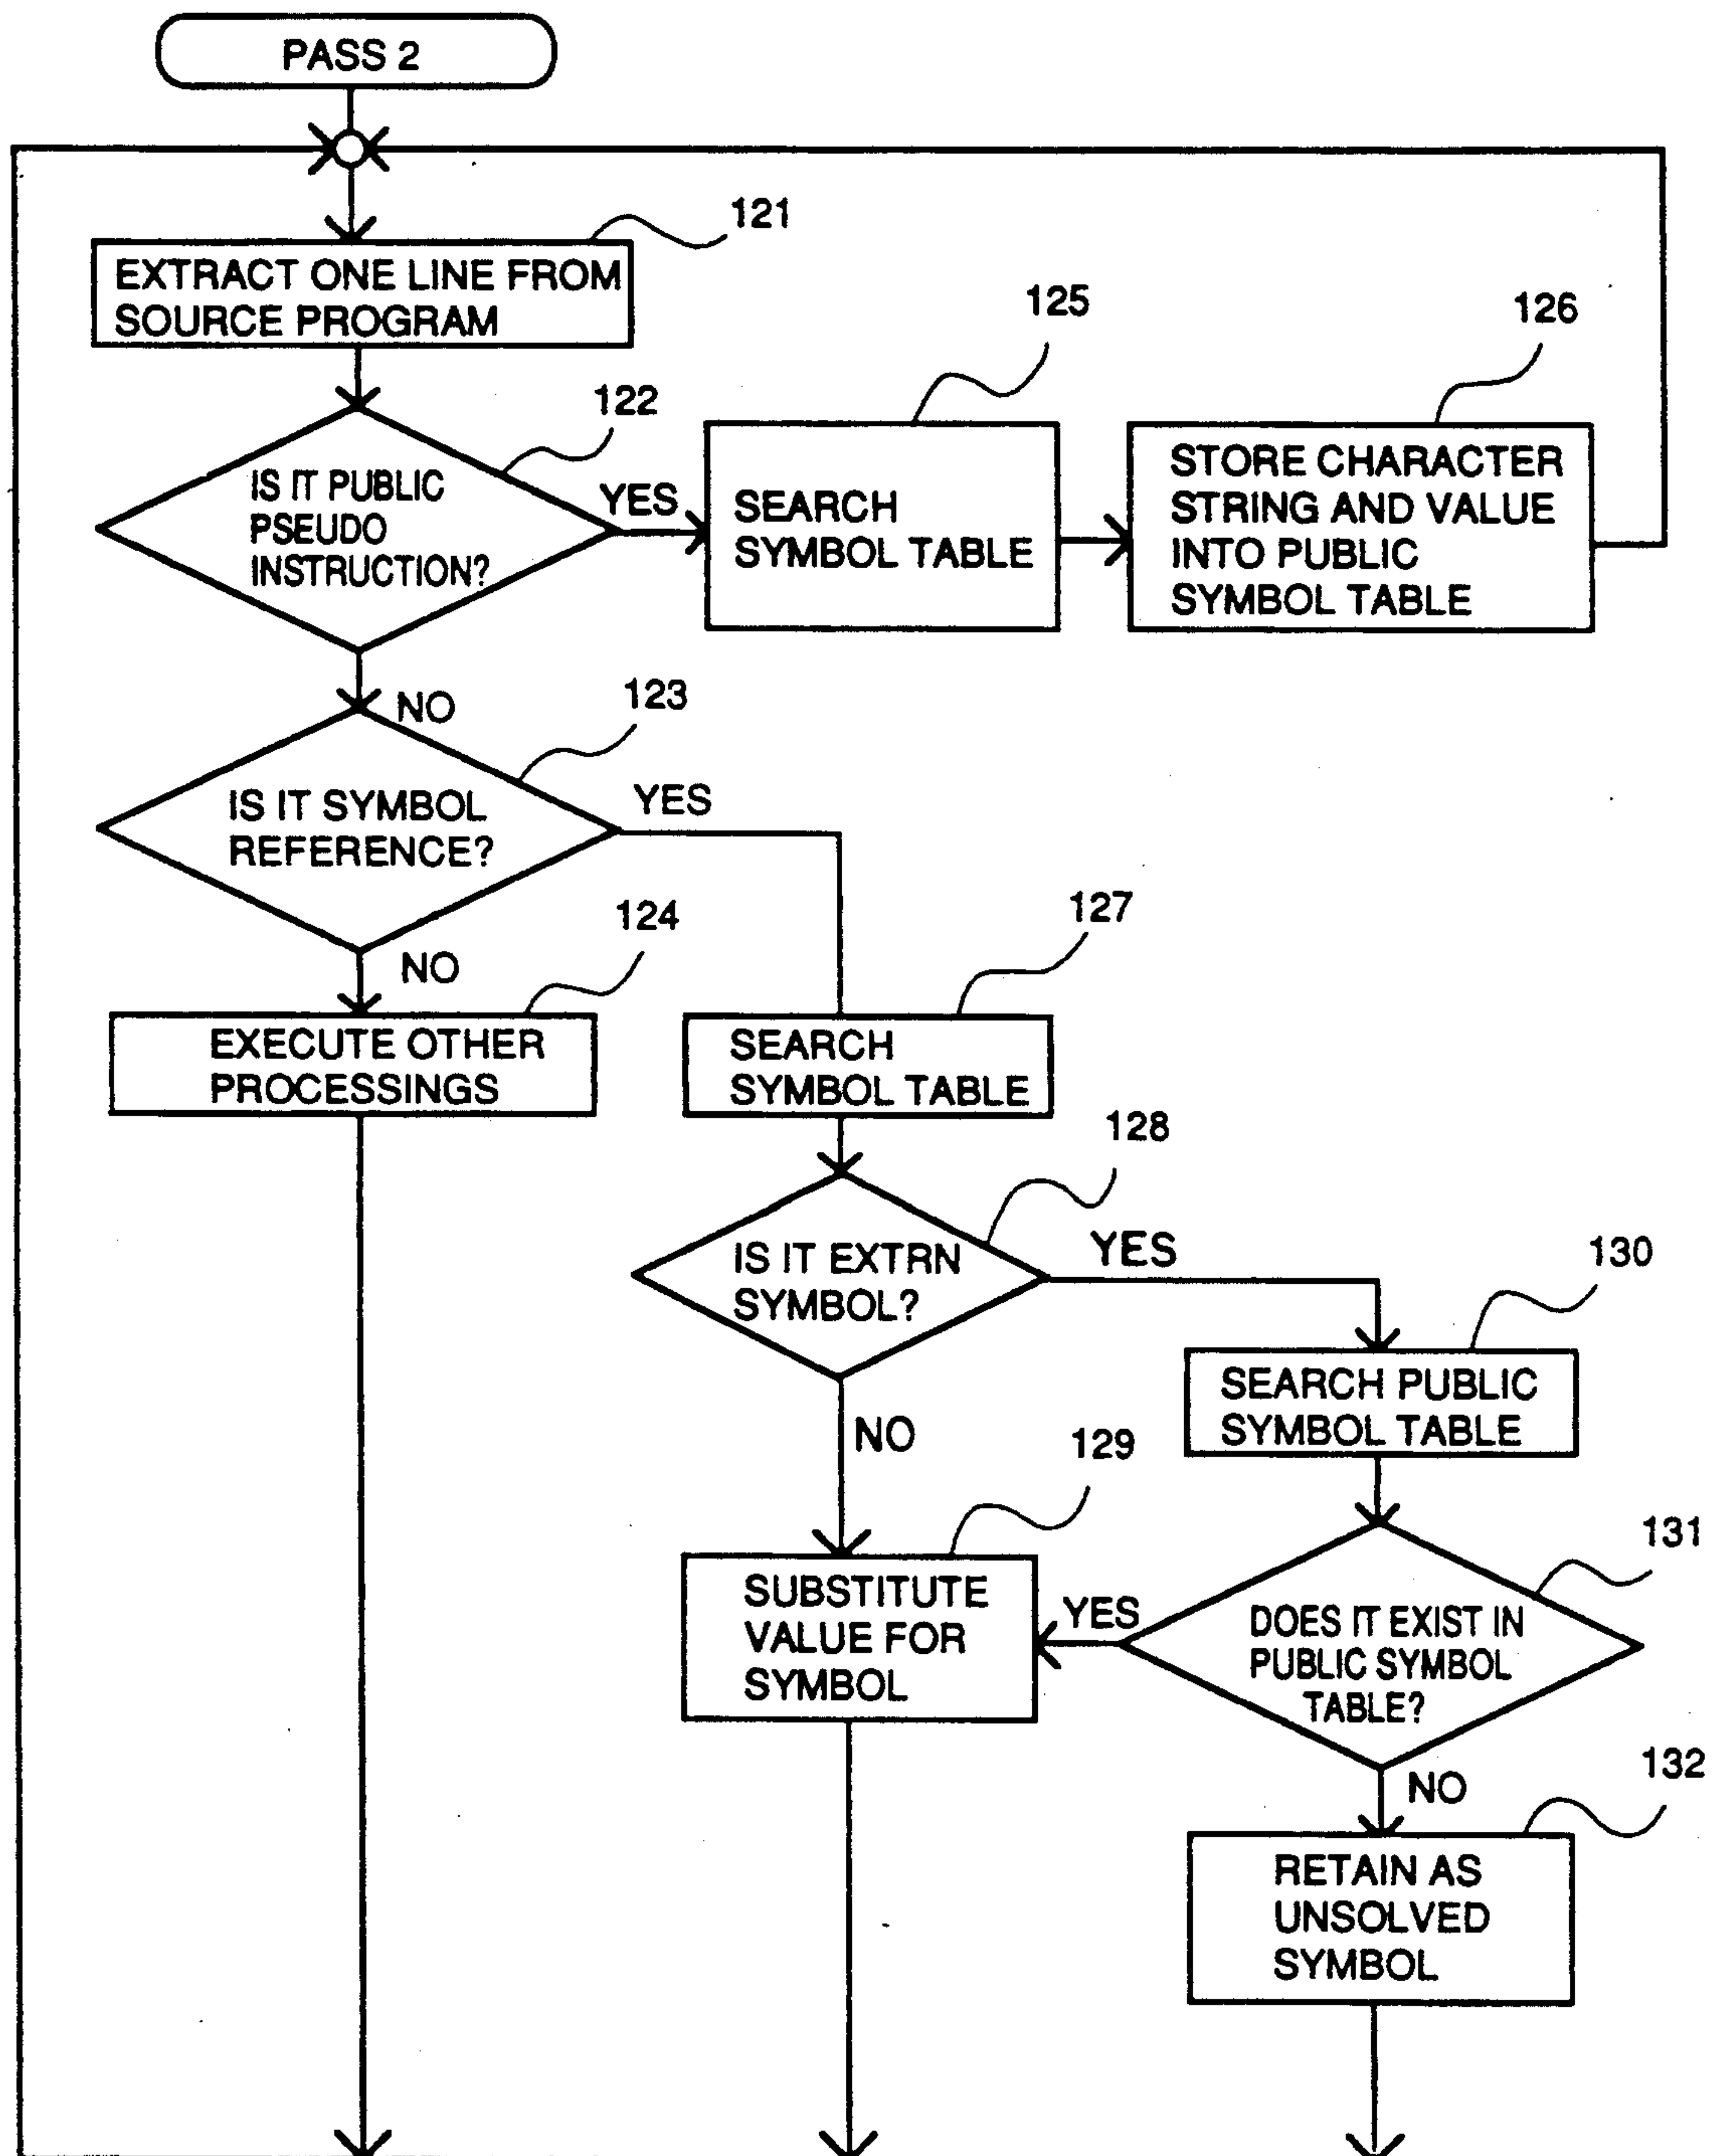 PASS 2
121
EXTRACT ONE LINE FROM
SOURCE PROGRAM
122
IS IT PUBLIC
PSEUDO
INSTRUCTION?
YES
125
SEARCH
SYMBOL TABLE
126
STORE CHARACTER
STRING AND VALUE
INTO PUBLIC
SYMBOL TABLE
NO
123
IS IT SYMBOL
REFERENCE?
YES
NO
124
EXECUTE OTHER
PROCESSINGS
127
SEARCH
SYMBOL TABLE
128
IS IT EXTRN
SYMBOL?
YES
130
SEARCH PUBLIC
SYMBOL TABLE
NO
129
SUBSTITUTE
VALUE FOR
SYMBOL
YES
131
DOES IT EXIST IN
PUBLIC SYMBOL
TABLE?
NO
132
RETAIN AS
UNSOLVED
SYMBOL